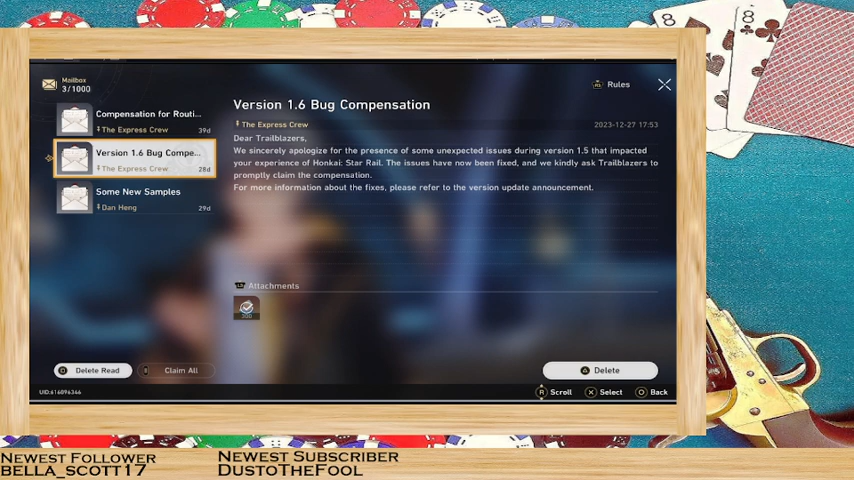 Mailbox
3/1000
Rules
Compensation for Routi...
The Express Crew
39d
Version 1.6 Bug Compe...
The Express Crew
28d
Some New Samples
Dan Heng
29d
Version 1.6 Bug Compensation
The Express Crew
2023-12-27 17:53
Dear Trailblazers,
We sincerely apologize for the presence of some unexpected issues during version 1.5 that impacted
your experience of Honkai: Star Rail. The issues have now been fixed, and we kindly ask Trailblazers to
promptly claim the compensation.
For more information about the fixes, please refer to the version update announcement.
Attachments
300
Delete Read
Claim All
Delete
UID:616896346
R Scroll
Select
Back
8
8
NEWEST FOLLOWER
BELLA_SCOTT17
NEWEST SUBSCRIBER
DUSTOTHEFOOL